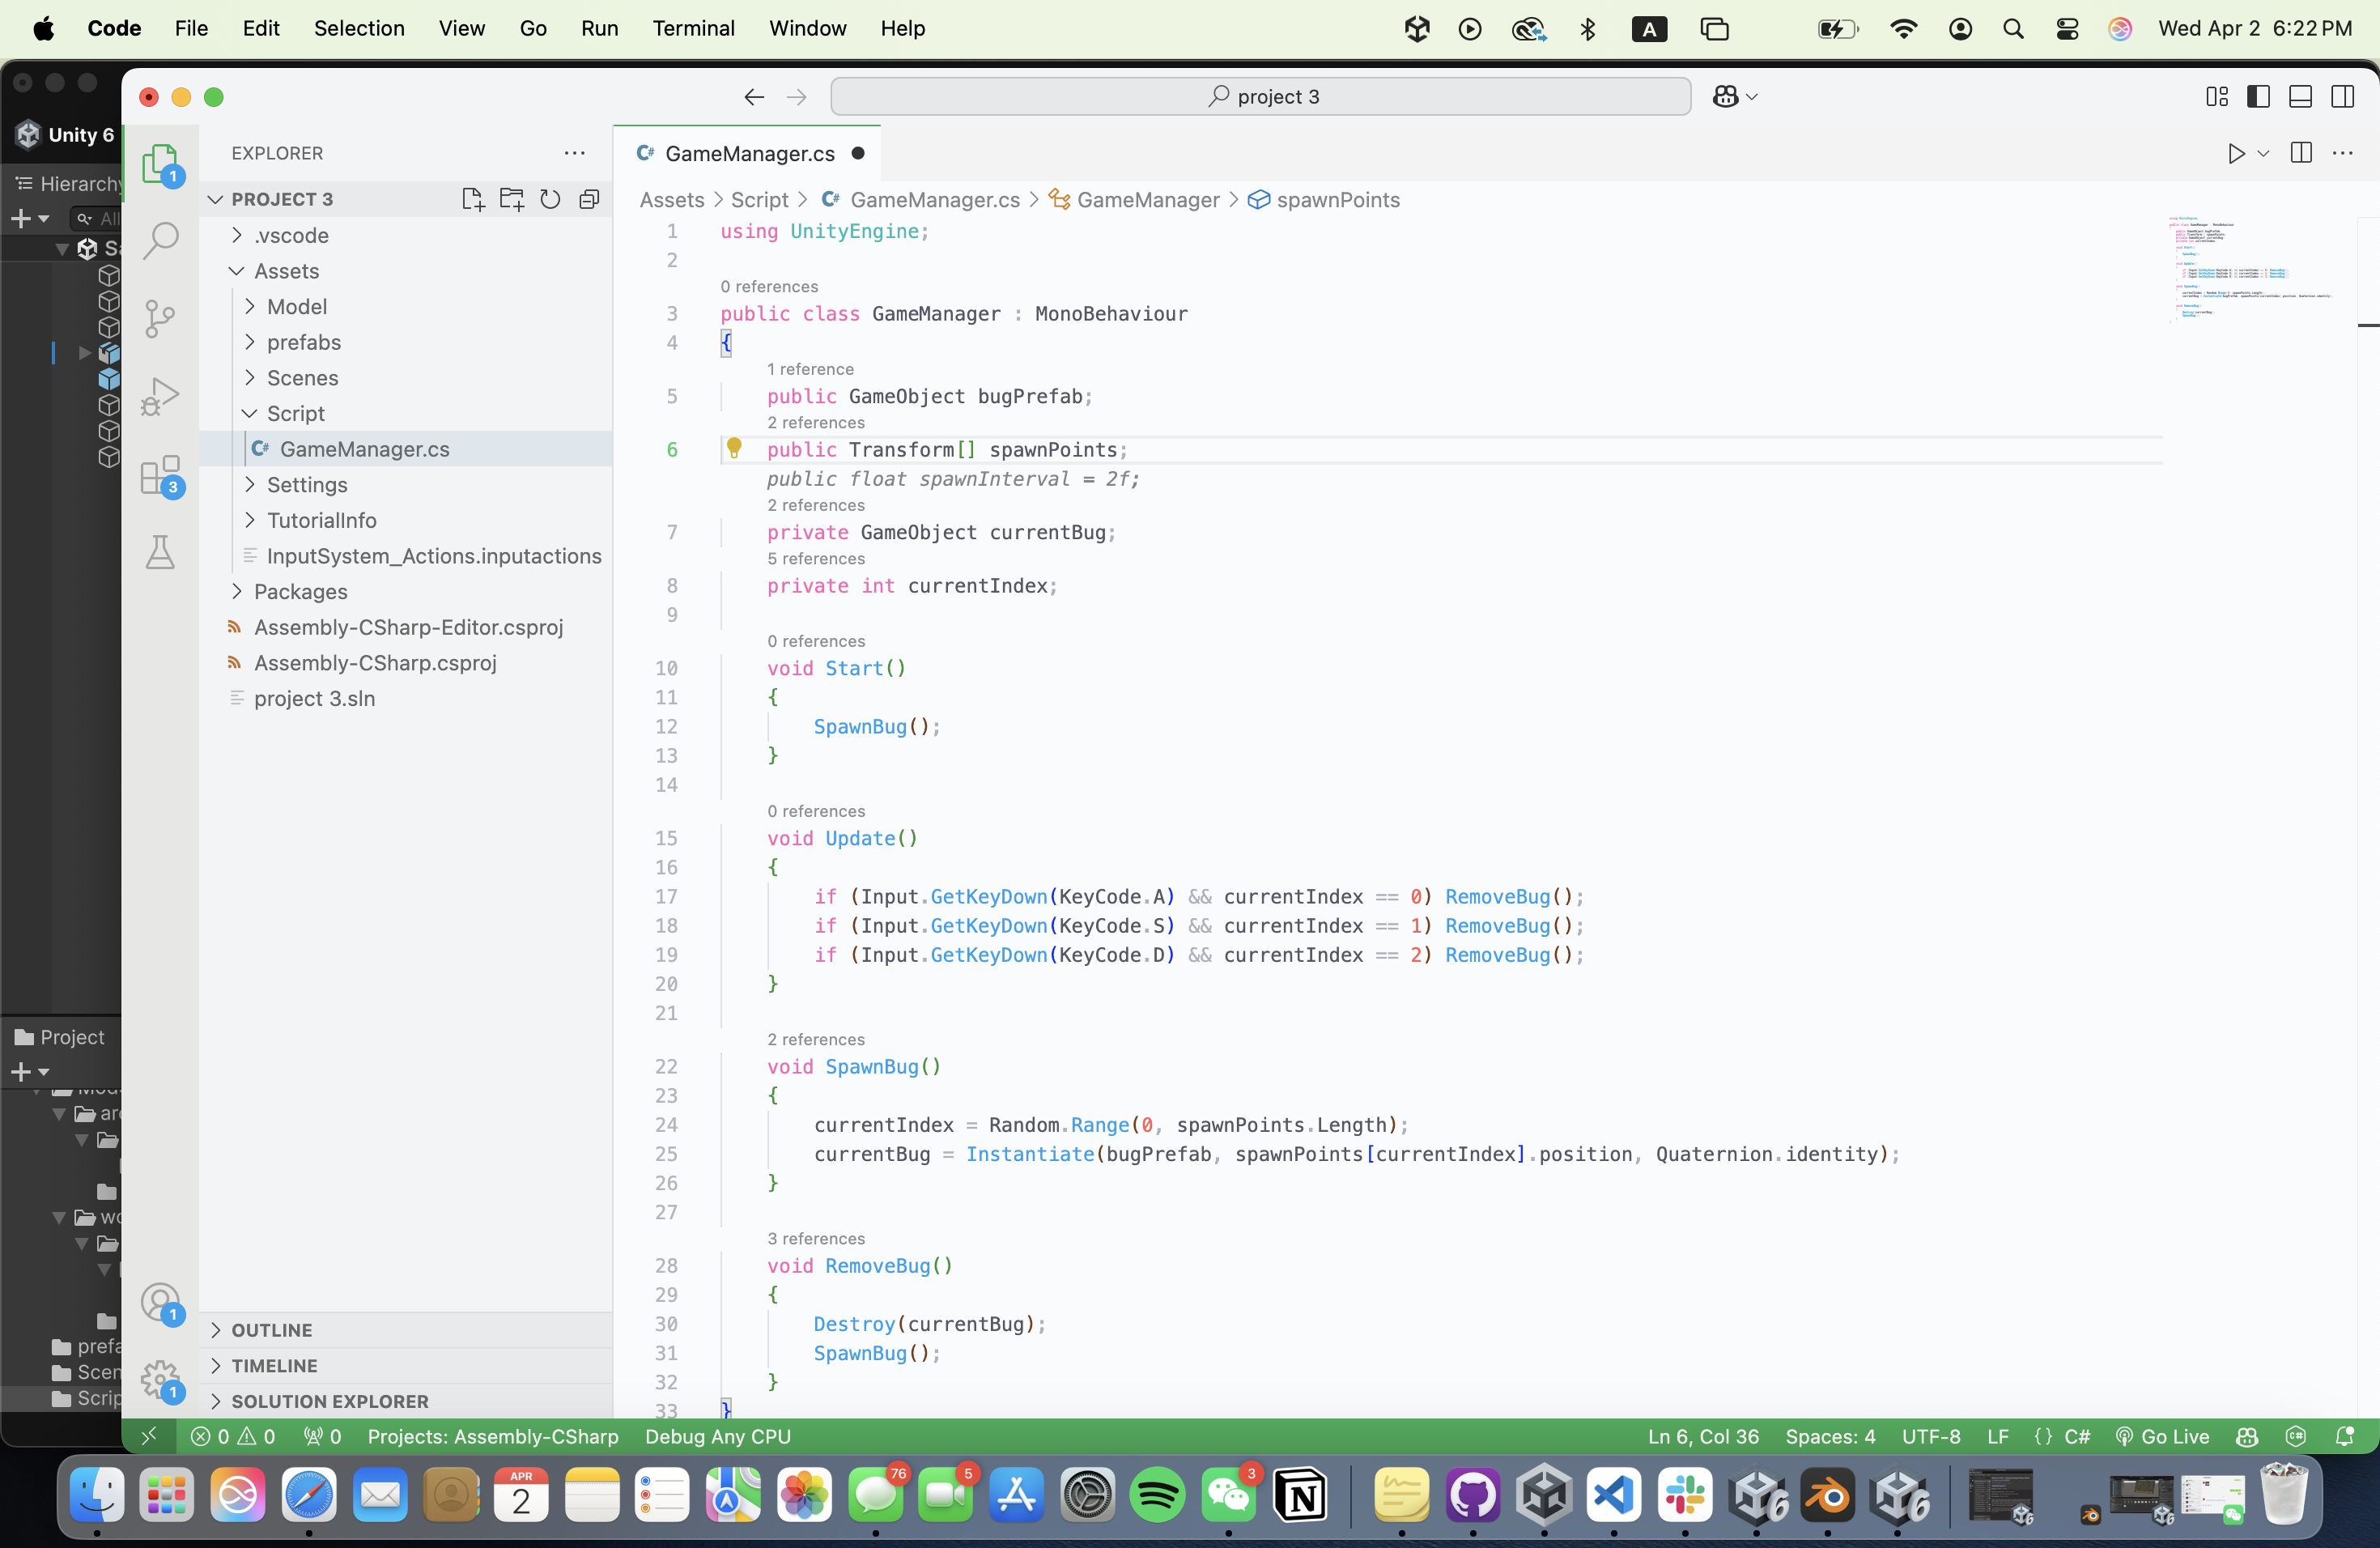 Code File Edit Selection View Go Run Terminal Window Help A Wed Apr 2 6:22 PM
project 3
Unity 6
Hierarchy
All
EXPLORER
PROJECT 3
.vscode
Assets
Model
prefabs
Scenes
Script
GameManager.cs
Settings
TutorialInfo
InputSystem_Actions.inputactions
Packages
Assembly-CSharp-Editor.csproj
Assembly-CSharp.csproj
project 3.sln
OUTLINE
TIMELINE
SOLUTION EXPLORER
1
3
1
1
Project
prefa
Scen
Scrip
C# GameManager.cs
Assets > Script > C# GameManager.cs > GameManager > spawnPoints
1 using UnityEngine;
2
0 references
3 public class GameManager : MonoBehaviour
4 {
1 reference
5 public GameObject bugPrefab;
2 references
6 public Transform[] spawnPoints;
public float spawnInterval = 2f;
2 references
7 private GameObject currentBug;
5 references
8 private int currentIndex;
9
0 references
10 void Start()
11 {
12 SpawnBug();
13 }
14
0 references
15 void Update()
16 {
17 if (Input.GetKeyDown(KeyCode.A) && currentIndex == 0) RemoveBug();
18 if (Input.GetKeyDown(KeyCode.S) && currentIndex == 1) RemoveBug();
19 if (Input.GetKeyDown(KeyCode.D) && currentIndex == 2) RemoveBug();
20 }
21
2 references
22 void SpawnBug()
23 {
24 currentIndex = Random.Range(0, spawnPoints.Length);
25 currentBug = Instantiate(bugPrefab, spawnPoints[currentIndex].position, Quaternion.identity);
26 }
27
3 references
28 void RemoveBug()
29 {
30 Destroy(currentBug);
31 SpawnBug();
32 }
33 }
0 0 0 Projects: Assembly-CSharp Debug Any CPU Ln 6, Col 36 Spaces: 4 UTF-8 LF {} C# Go Live
APR
2
76
5
3
N
6
6